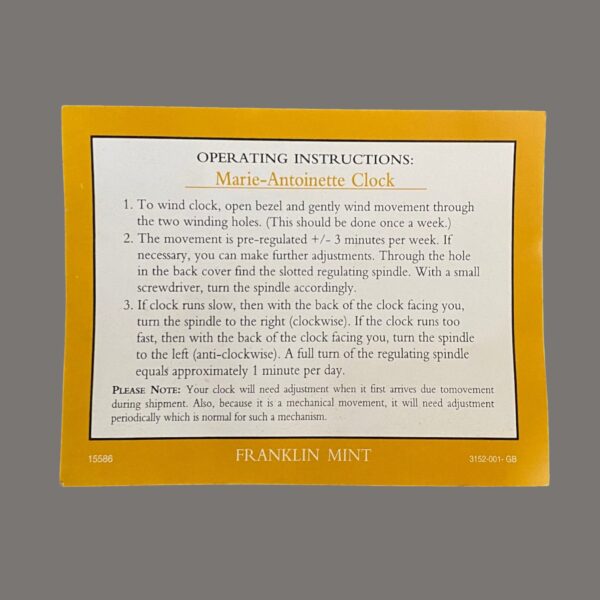 OPERATING INSTRUCTIONS:
Marie-Antoinette Clock
1. To wind clock, open bezel and gently wind movement through
the two winding holes. (This should be done once a week.)
2. The movement is pre-regulated +/- 3 minutes per week. If
necessary, you can make further adjustments. Through the hole
in the back cover find the slotted regulating spindle. With a small
screwdriver, turn the spindle accordingly.
3. If clock runs slow, then with the back of the clock facing you,
turn the spindle to the right (clockwise). If the clock runs too
fast, then with the back of the clock facing you, turn the spindle
to the left (anti-clockwise). A full turn of the regulating spindle
equals approximately 1 minute per day.
PLEASE NOTE: Your clock will need adjustment when it first arrives due tomovement
during shipment. Also, because it is a mechanical movement, it will need adjustment
periodically which is normal for such a mechanism.
15586 FRANKLIN MINT 3152-001- GB